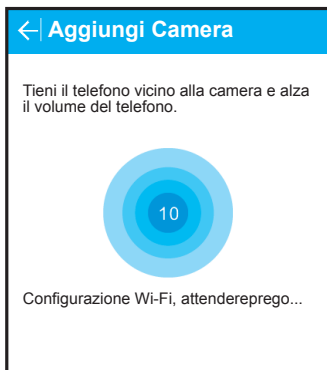 Aggiungi Camera
Tieni il telefono vicino alla camera e alza
il volume del telefono.
10
Configurazione Wi-Fi, attendereprego...